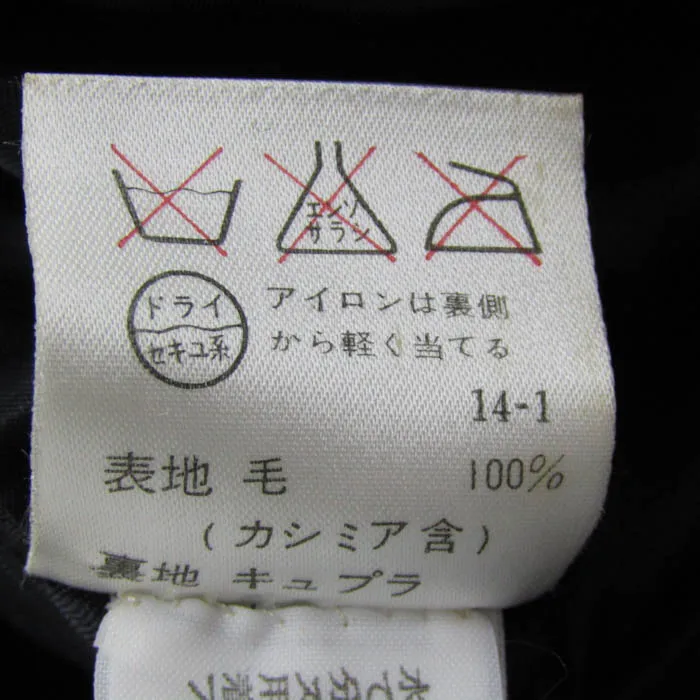 エンソ
サラシ
ドライ
セキユ系
アイロンは裏側
から軽く当てる
14-1
表地 毛 100%
(カシミア含)
裏地 キュプラ